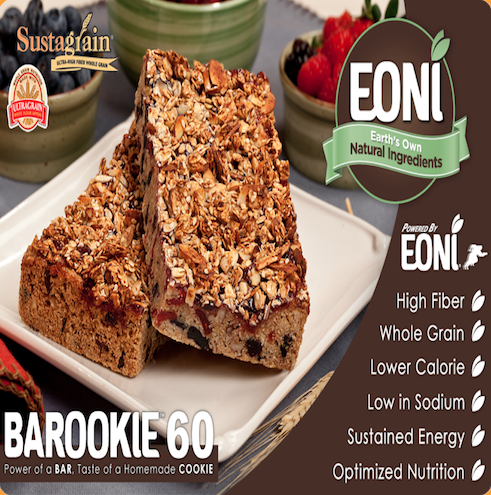 Sustagrain®
ULTRA-HIGH FIBER WHOLE GRAIN
ULTRAGRAIN
EONi
Earth's Own
Natural Ingredients
POWERED BY
EONi
High Fiber
Whole Grain
Lower Calorie
Low in Sodium
Sustained Energy
Optimized Nutrition
BAROOKIE™ 60
Power of a BAR, Taste of a Homemade COOKIE